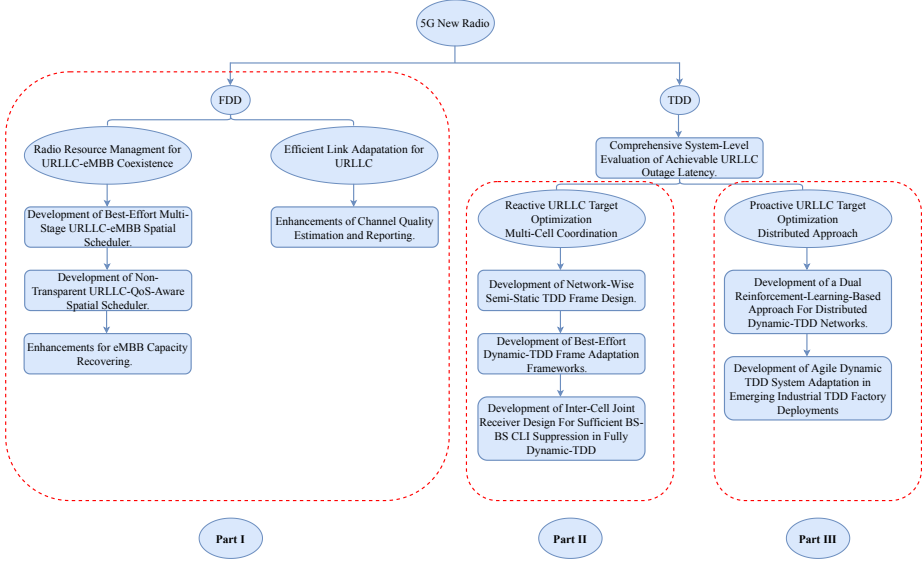 5G New Radio
FDD
TDD
Radio Resource Managment for
URLLC-eMBB Coexistence
Efficient Link Adapatation for
URLLC
Comprehensive System-Level
Evaluation of Achievable URLLC
Outage Latency.
Development of Best-Effort Multi-
Stage URLLC-eMBB Spatial
Scheduler.
Enhancements of Channel Quality
Estimation and Reporting.
Reactive URLLC Target
Optimization
Multi-Cell Coordination
Proactive URLLC Target
Optimization
Distributed Approach
Development of Non-
Transparent URLLC-QoS-Aware
Spatial Scheduler.
Development of Network-Wise
Semi-Static TDD Frame Design.
Development of a Dual
Reinforcement-Learning-Based
Approach For Distributed
Dynamic-TDD Networks.
Enhancements for eMBB Capacity
Recovering.
Development of Best-Effort
Dynamic-TDD Frame Adaptation
Frameworks.
Development of Agile Dynamic
TDD System Adaptation in
Emerging Industrial TDD Factory
Deployments
Development of Inter-Cell Joint
Receiver Design For Sufficient BS-
BS CLI Suppression in Fully
Dynamic-TDD
Part I
Part II
Part III